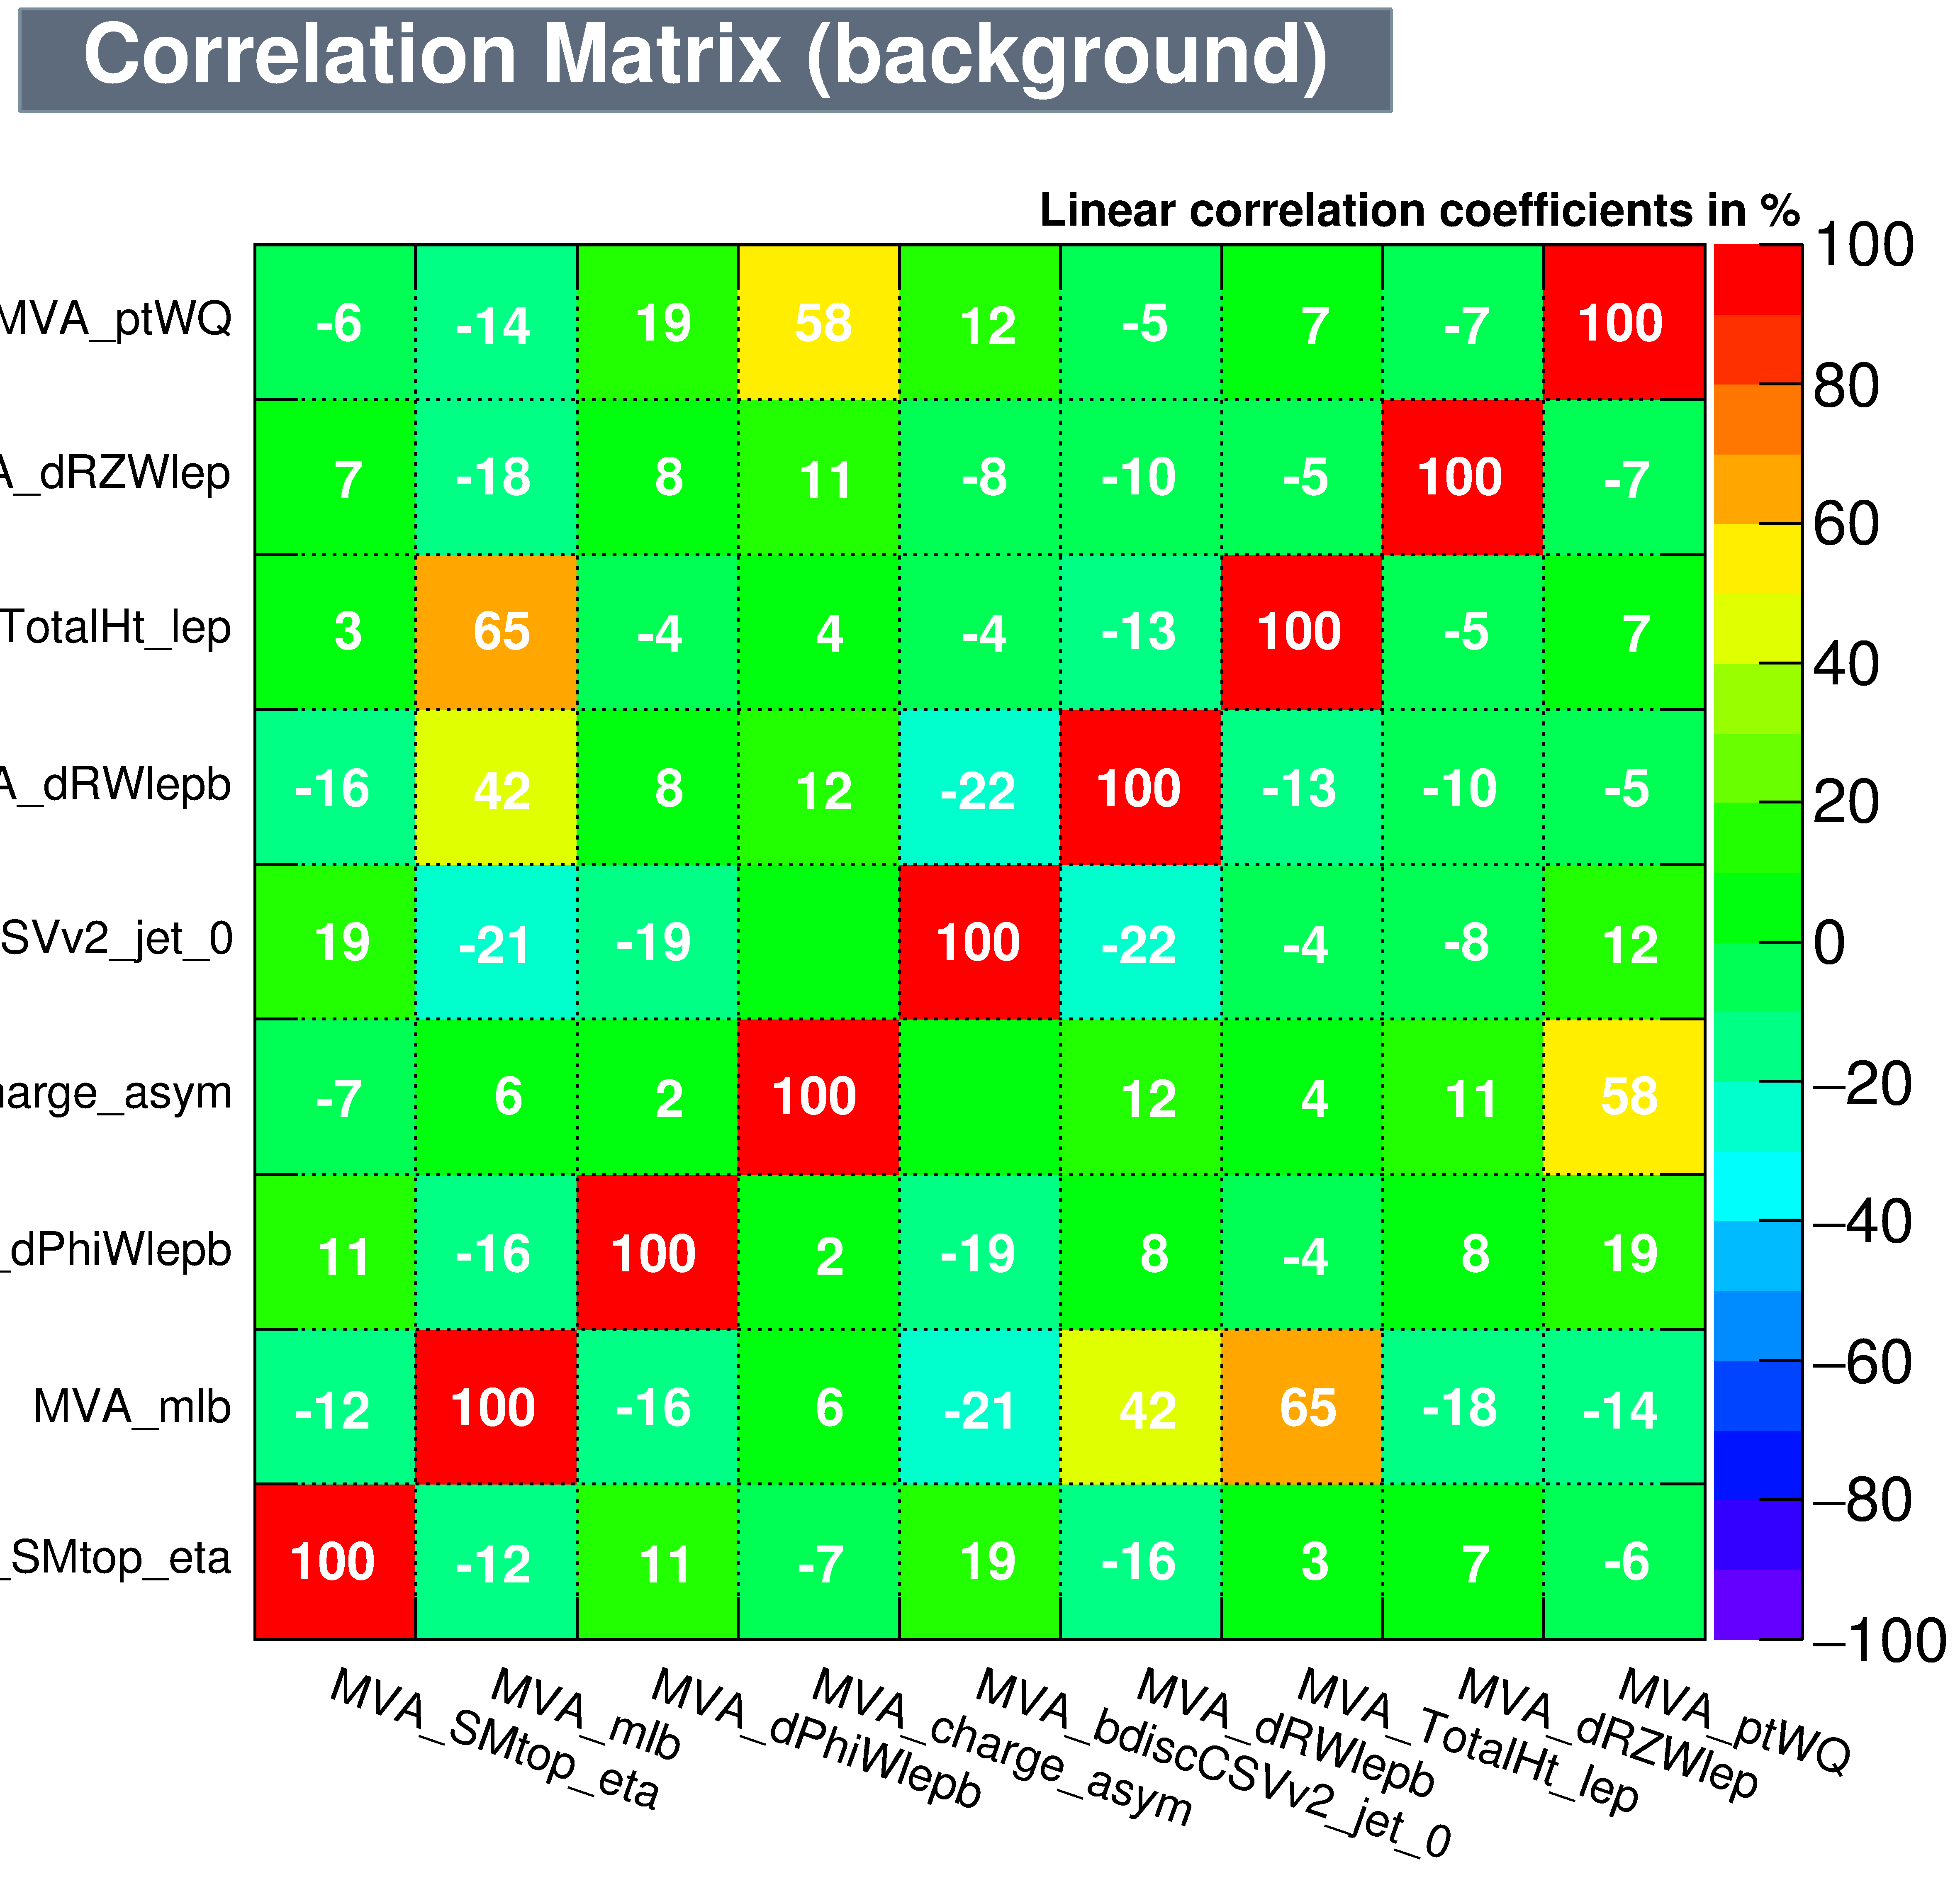 Correlation Matrix (background)
Linear correlation coefficients in %
MVA_ptWQ -6 -14 19 58 12 -5 7 -7 100
A_dRZWlep 7 -18 8 11 -8 -10 -5 100 -7
TotalHt_lep 3 65 -4 4 -4 -13 100 -5 7
A_dRWlepb -16 42 8 12 -22 100 -13 -10 -5
SVv2_jet_0 19 -21 -19 100 -22 -4 -8 12
harge_asym -7 6 2 100 12 4 11 58
_dPhiWlepb 11 -16 100 2 -19 8 -4 8 19
MVA_mlb -12 100 -16 6 -21 42 65 -18 -14
_SMtop_eta 100 -12 11 -7 19 -16 3 7 -6
MVA_SMtop_eta
MVA_mlb
MVA_dPhiWlepb
MVA_charge_asym
MVA_bdiscCSVv2_jet_0
MVA_dRWlepb
MVA_TotalHt_lep
MVA_dRZWlep
MVA_ptWQ
100
80
60
40
20
0
−20
−40
−60
−80
−100